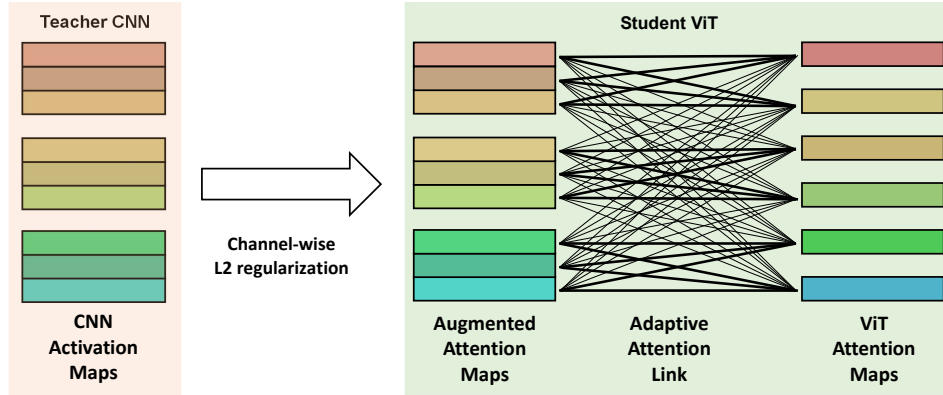 Teacher CNN
Student ViT
Channel-wise
L2 regularization
CNN
Activation
Maps
Augmented
Attention
Maps
Adaptive
Attention
Link
ViT
Attention
Maps